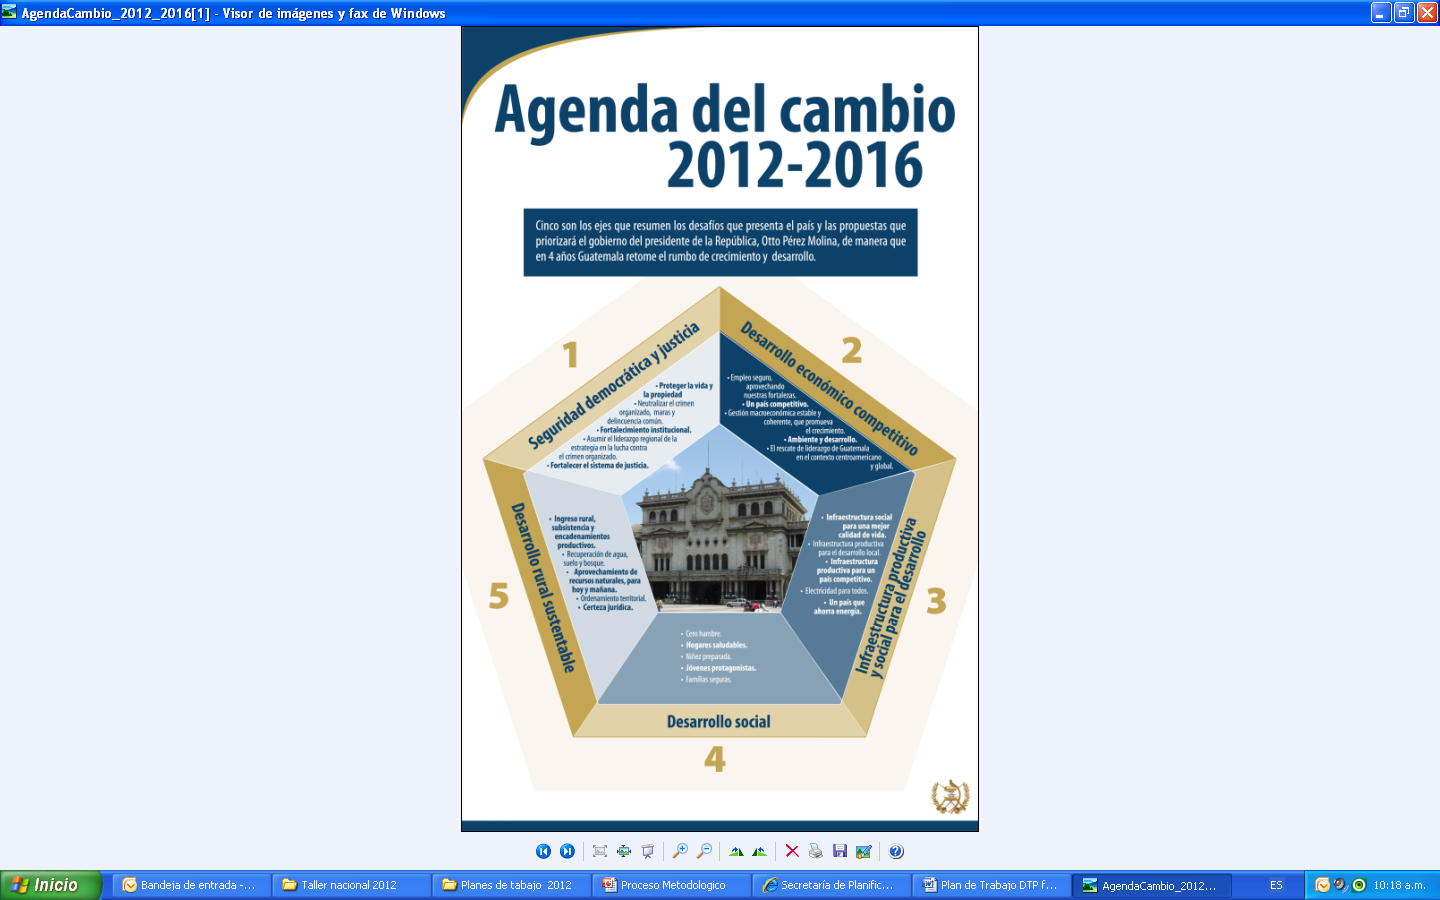 AgendaCambio_2012_2016[1] - Visor de imágenes y fax de Windows
Agenda del cambio
2012-2016
Cinco son los ejes que resumen los desafíos que presenta el país y las propuestas que
priorizará el gobierno del presidente de la República, Otto Pérez Molina, de manera que
en 4 años Guatemala retome el rumbo de crecimiento y desarrollo.
1
Seguridad democrática y justicia
• Proteger la vida y
la propiedad
• Neutralizar el crimen
organizado, maras y
delincuencia común.
• Fortalecimiento institucional.
• Asumir el liderazgo regional de la
estrategia en la lucha contra
el crimen organizado.
• Fortalecer el sistema de justicia.
2
Desarrollo económico competitivo
• Empleo seguro,
aprovechando
nuestras fortalezas.
• Un país competitivo.
• Gestión macroeconómica estable y
coherente, que promueva
el crecimiento.
• Ambiente y desarrollo.
• El rescate de liderazgo de Guatemala
en el contexto centroamericano
y global.
3
Infraestructura productiva
y social para el desarrollo
• Infraestructura social
para una mejor
calidad de vida.
• Infraestructura productiva
para el desarrollo local.
• Infraestructura
productiva para un
país competitivo.
• Electricidad para todos.
• Un país que
ahorra energía.
• Cero hambre.
• Hogares saludables.
• Niñez preparada.
• Jóvenes protagonistas.
• Familias seguras.
Desarrollo social
4
5
Desarrollo rural sustentable
• Ingreso rural,
subsistencia y
encadenamientos
productivos.
• Recuperación de agua,
suelo y bosque.
• Aprovechamiento de
recursos naturales, para
hoy y mañana.
• Ordenamiento territorial.
• Certeza jurídica.
Inicio
Bandeja de entrada -...
Taller nacional 2012
Planes de tabajo 2012
Proceso Metodologico
Secretaría de Planific...
Plan de Trabajo DTP f...
AgendaCambio_2012...
ES
10:18 a.m.